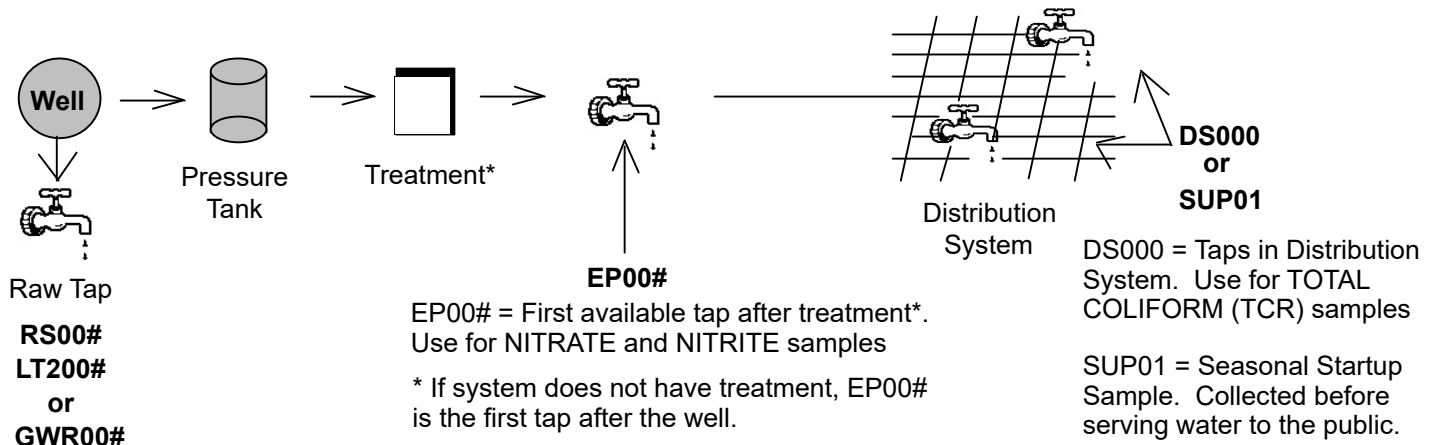 Well
Pressure
Tank
Treatment*
Raw Tap
RS00#
LT200#
or
GWR00#
EP00#
EP00# = First available tap after treatment*.
Use for NITRATE and NITRITE samples
* If system does not have treatment, EP00#
is the first tap after the well.
Distribution
System
DS000
or
SUP01
DS000 = Taps in Distribution
System. Use for TOTAL
COLIFORM (TCR) samples
SUP01 = Seasonal Startup
Sample. Collected before
serving water to the public.